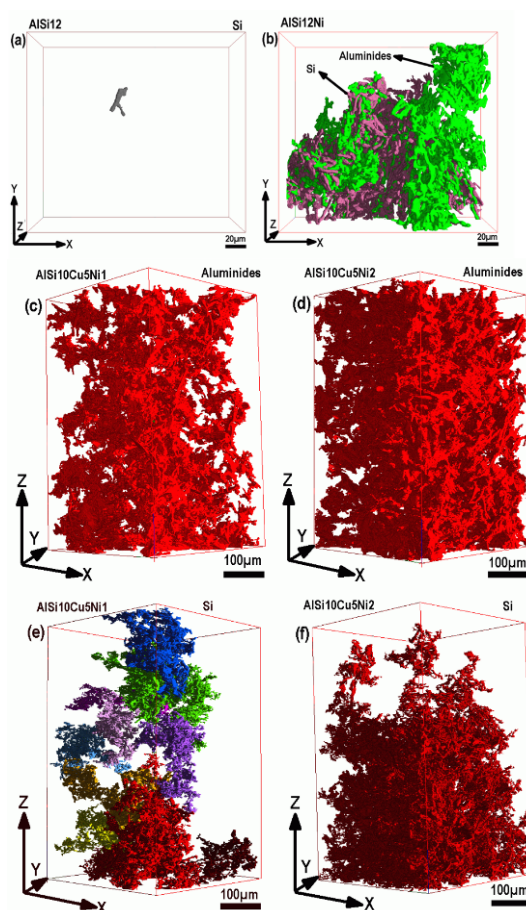 (a) AlSi12 Si
Y
Z
X
20µm
(b) AlSi12Ni
Aluminides
Si
Y
Z
X
20µm
(c) AlSi10Cu5Ni1 Aluminides
Z
Y
X
100µm
(d) AlSi10Cu5Ni2 Aluminides
Z
Y
X
100µm
(e) AlSi10Cu5Ni1 Si
Z
Y
X
100µm
(f) AlSi10Cu5Ni2 Si
Z
Y
X
100µm